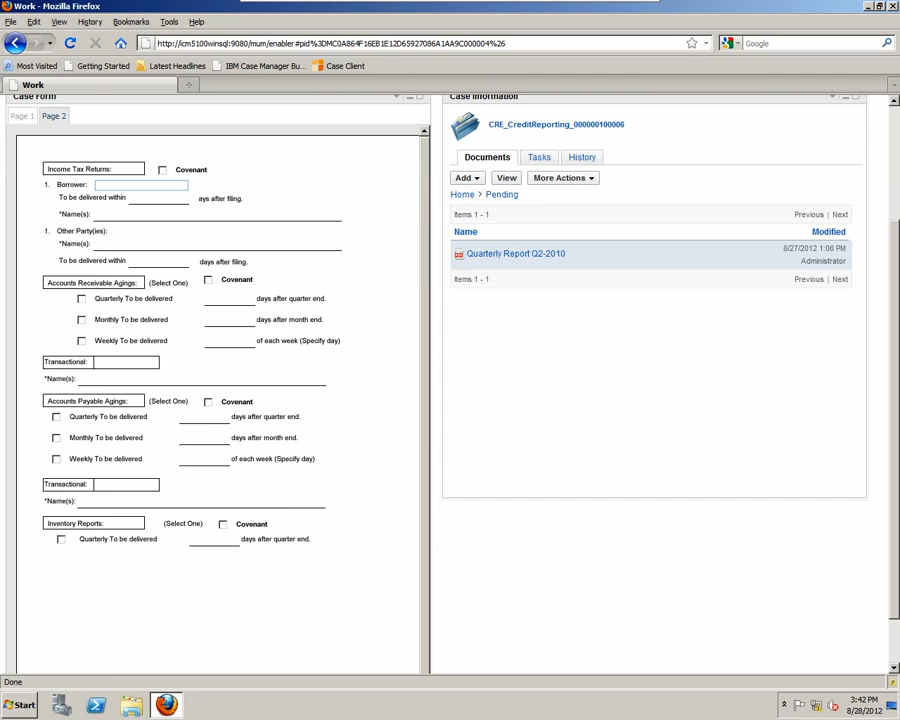 Work - Mozilla Firefox
File Edit View History Bookmarks Tools Help
http://icm5100winsql:9080/mum/enabler#pid%3DMC0A864F16EB1E12D65927086A1AA9C000004%26
Google
Most Visited Getting Started Latest Headlines IBM Case Manager Bu... Case Client
Work
Case Form
Page 1 Page 2
Income Tax Returns: Covenant
1. Borrower:
To be delivered within ays after filing.
*Name(s):
1. Other Party(ies):
*Name(s):
To be delivered within days after filing.
Accounts Receivable Agings: (Select One) Covenant
Quarterly To be delivered days after quarter end.
Monthly To be delivered days after month end.
Weekly To be delivered of each week (Specify day)
Transactional:
*Name(s):
Accounts Payable Agings: (Select One) Covenant
Quarterly To be delivered days after quarter end.
Monthly To be delivered days after month end.
Weekly To be delivered of each week (Specify day)
Transactional:
*Name(s):
Inventory Reports: (Select One) Covenant
Quarterly To be delivered days after quarter end.
Case Information
CRE_CreditReporting_000000100006
Documents Tasks History
Add View More Actions
Home > Pending
Items 1 - 1 Previous | Next
Name Modified
Quarterly Report Q2-2010 8/27/2012 1:06 PM
Administrator
Items 1 - 1 Previous | Next
Done
Start
3:42 PM
8/28/2012